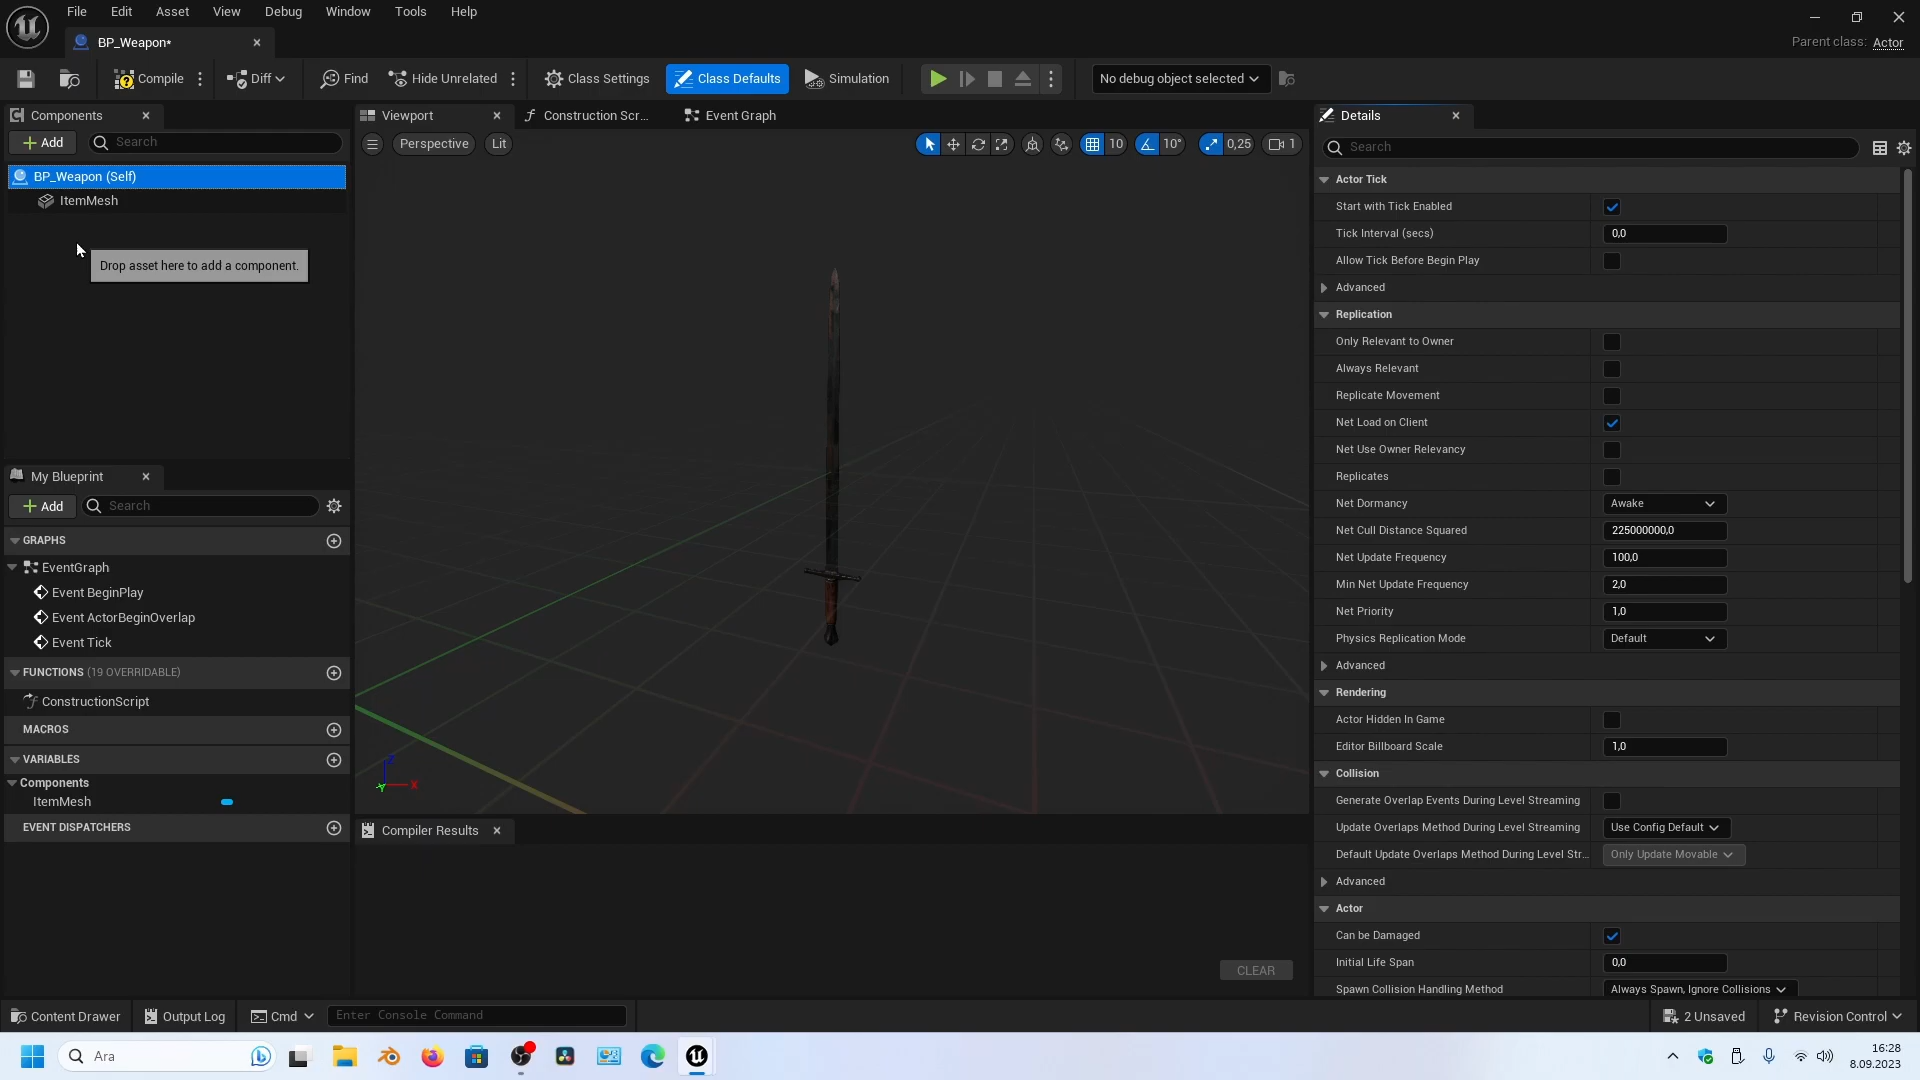 File Edit Asset View Debug Window Tools Help
BP_Weapon*
Parent class: Actor
Compile Diff Find Hide Unrelated Class Settings Class Defaults Simulation No debug object selected
Components
Add Search
BP_Weapon (Self)
ItemMesh
Drop asset here to add a component.
My Blueprint
Add Search
GRAPHS
EventGraph
Event BeginPlay
Event ActorBeginOverlap
Event Tick
FUNCTIONS (19 OVERRIDABLE)
ConstructionScript
MACROS
VARIABLES
Components
ItemMesh
EVENT DISPATCHERS
Viewport Construction Scr... Event Graph
Perspective Lit 10 10° 0,25 1
Z
X
Y
Compiler Results
CLEAR
Details
Search
Actor Tick
Start with Tick Enabled
Tick Interval (secs) 0,0
Allow Tick Before Begin Play
Advanced
Replication
Only Relevant to Owner
Always Relevant
Replicate Movement
Net Load on Client
Net Use Owner Relevancy
Replicates
Net Dormancy Awake
Net Cull Distance Squared 225000000,0
Net Update Frequency 100,0
Min Net Update Frequency 2,0
Net Priority 1,0
Physics Replication Mode Default
Advanced
Rendering
Actor Hidden In Game
Editor Billboard Scale 1,0
Collision
Generate Overlap Events During Level Streaming
Update Overlaps Method During Level Streaming Use Config Default
Default Update Overlaps Method During Level Str... Only Update Movable
Advanced
Actor
Can be Damaged
Initial Life Span 0,0
Spawn Collision Handling Method Always Spawn, Ignore Collisions
Content Drawer Output Log Cmd Enter Console Command 2 Unsaved Revision Control
Ara
16:28
8.09.2023